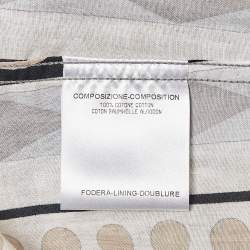 COMPOSIZIONE-COMPOSITION
100% COTONE COTTON
COTON BAUMWOLLE ALGODON
FODERA-LINING-DOUBLURE